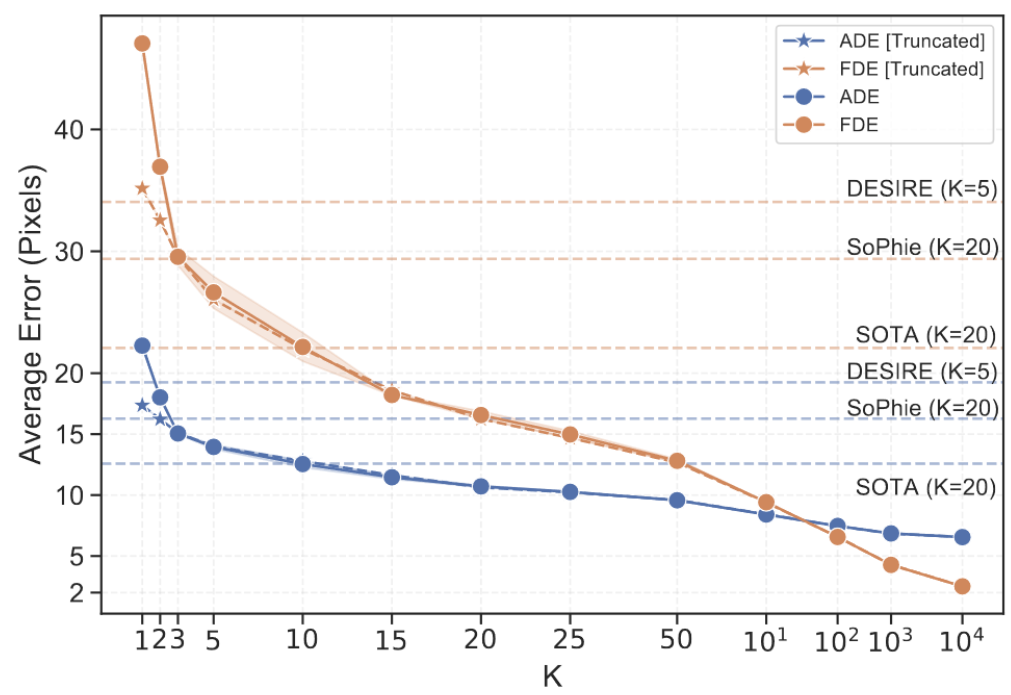 ADE [Truncated]
FDE [Truncated]
ADE
FDE
Average Error (Pixels)
40
30
20
15
10
5
2
DESIRE (K=5)
SoPhie (K=20)
SOTA (K=20)
DESIRE (K=5)
SoPhie (K=20)
SOTA (K=20)
1 2 3 5 10 15 20 25 50 10¹ 10² 10³ 10⁴
K